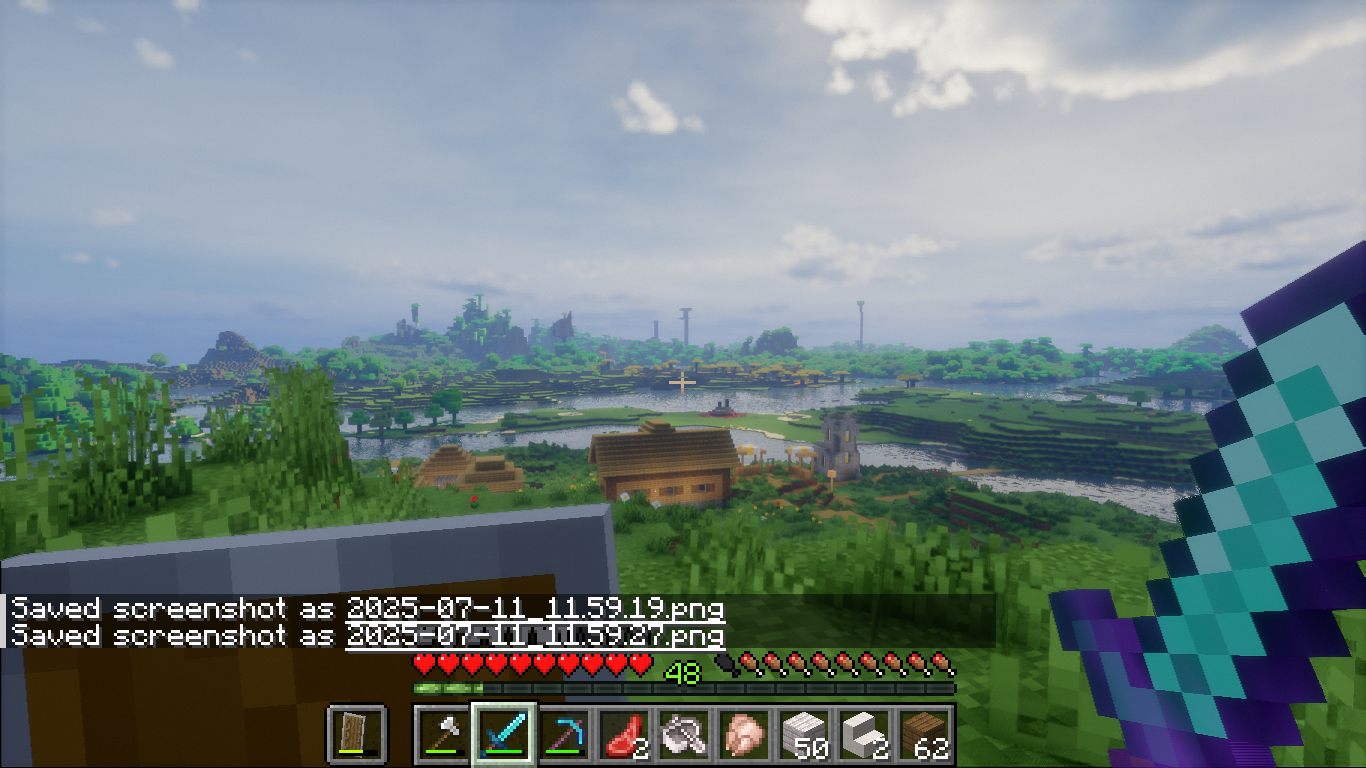 Saved screenshot as 2025-07-11_11.59.19.png
Saved screenshot as 2025-07-11_11.59.27.png
48
2 50 2 62